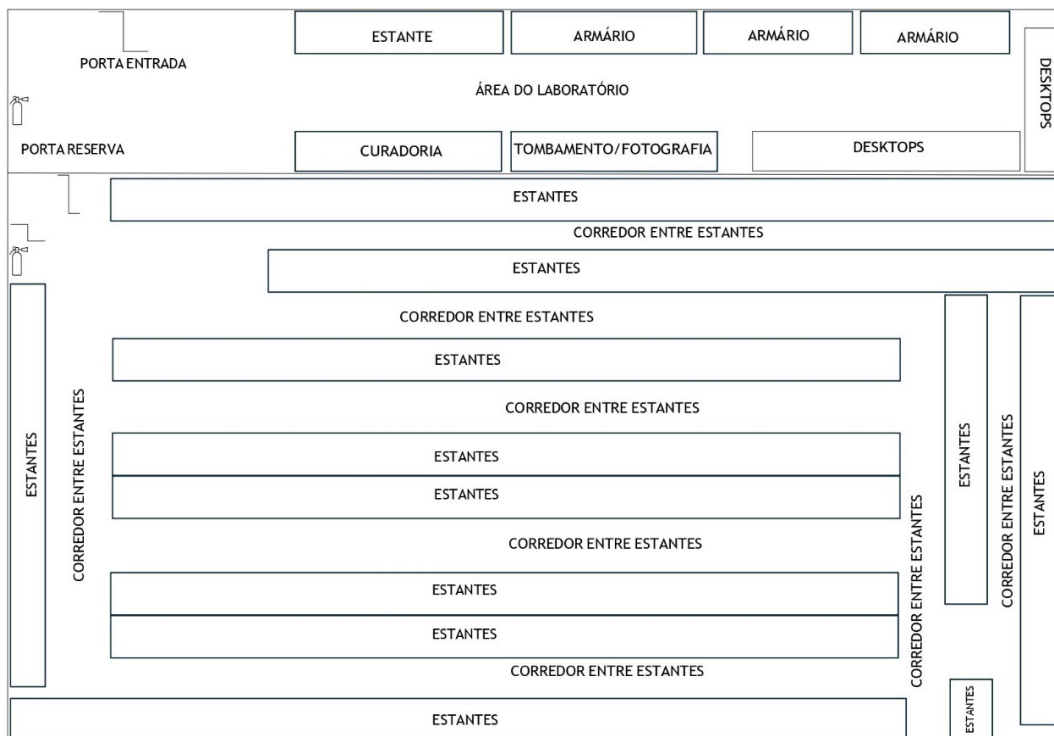 ESTANTE
ARMÁRIO
ARMÁRIO
ARMÁRIO
PORTA ENTRADA
DESKTOPS
ÁREA DO LABORATÓRIO
PORTA RESERVA
CURADORIA
TOMBAMENTO/FOTOGRAFIA
DESKTOPS
ESTANTES
CORREDOR ENTRE ESTANTES
ESTANTES
CORREDOR ENTRE ESTANTES
ESTANTES
CORREDOR ENTRE ESTANTES
ESTANTES
CORREDOR ENTRE ESTANTES
ESTANTES
ESTANTES
ESTANTES
CORREDOR ENTRE ESTANTES
ESTANTES
CORREDOR ENTRE ESTANTES
CORREDOR ENTRE ESTANTES
ESTANTES
ESTANTES
CORREDOR ENTRE ESTANTES
ESTANTES
ESTANTES